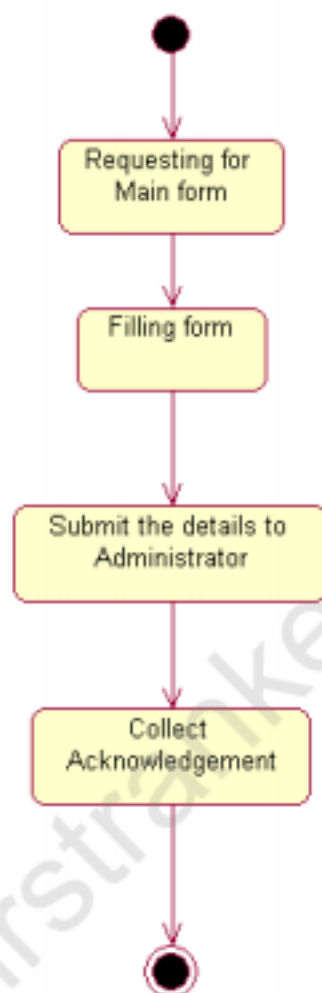 Requesting for
Main form
Filling form
Submit the details to
Administrator
Collect
Acknowledgement